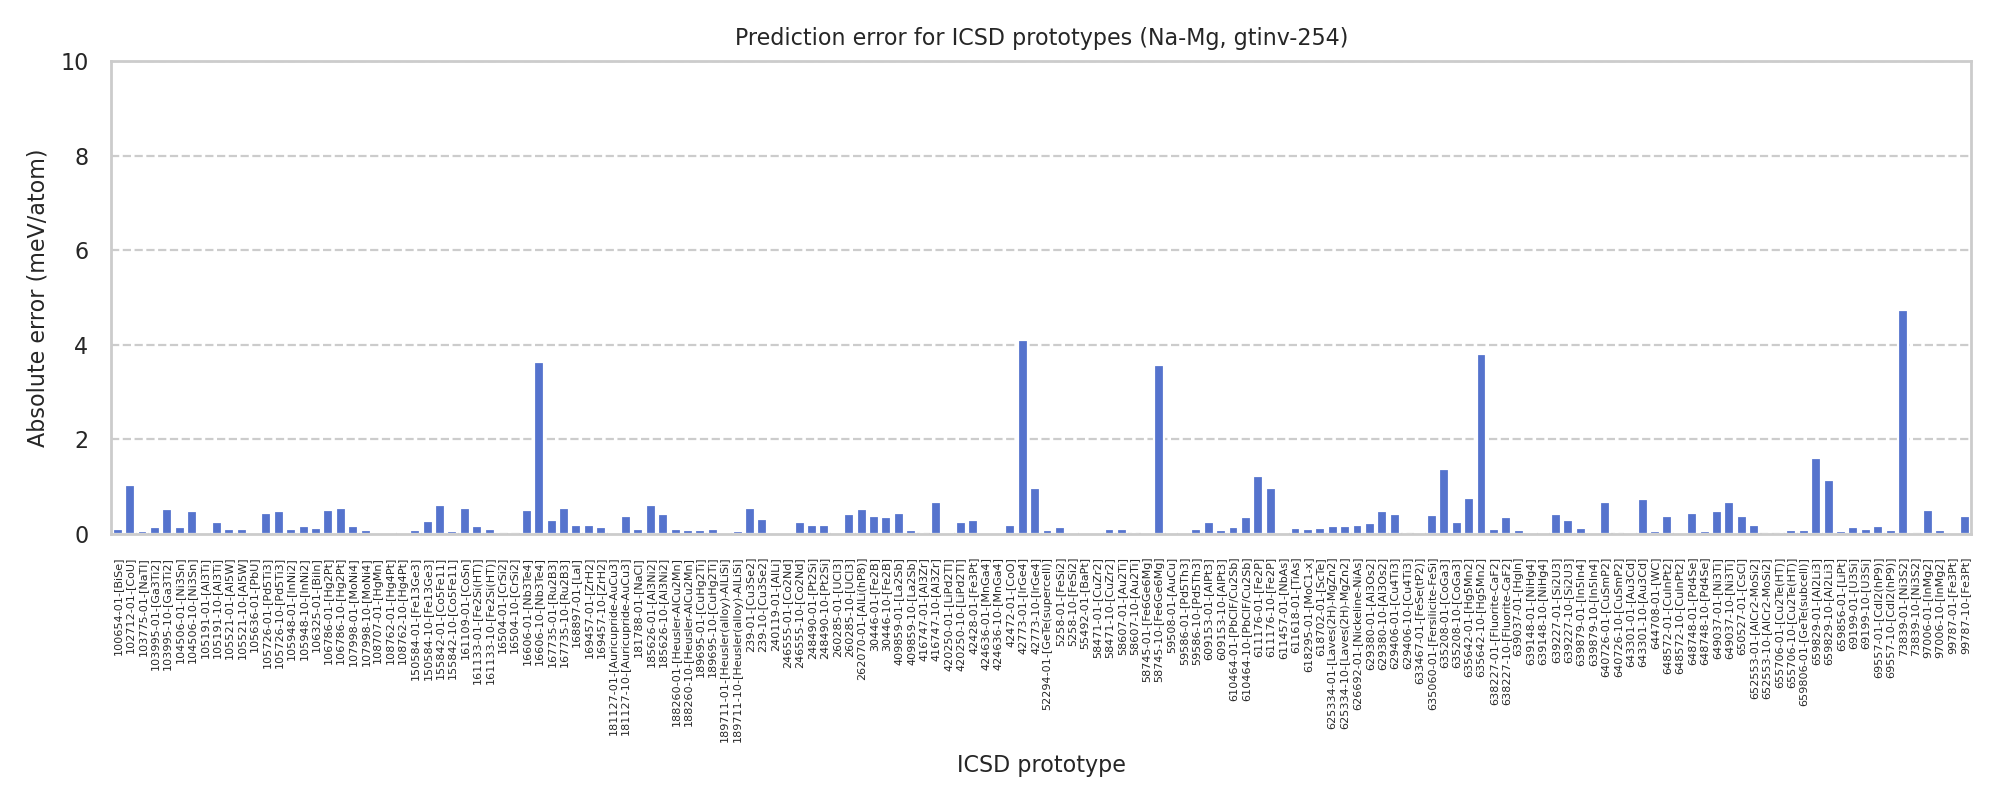 Prediction error for ICSD prototypes (Na-Mg, gtinv-254)
Absolute error (meV/atom)
10
8
6
4
2
0
100654-01-[BiSe]
102712-01-[CoU]
103775-01-[NaTl]
103995-01-[Ga3Ti2]
103995-10-[Ga3Ti2]
104506-01-[Ni3Sn]
104506-10-[Ni3Sn]
105191-01-[Al3Ti]
105191-10-[Al3Ti]
105521-01-[Al5W]
105521-10-[Al5W]
105636-01-[PbU]
105726-01-[Pd5Ti3]
105726-10-[Pd5Ti3]
105948-01-[InNi2]
105948-10-[InNi2]
106325-01-[BiIn]
106786-01-[Hg2Pt]
106786-10-[Hg2Pt]
107998-01-[MoNi4]
107998-10-[MoNi4]
108707-01-[HgMn]
108762-01-[Hg4Pt]
108762-10-[Hg4Pt]
150584-01-[Fe13Ge3]
150584-10-[Fe13Ge3]
155842-01-[Co5Fe11]
155842-10-[Co5Fe11]
161109-01-[CoSn]
161133-01-[Fe2Si(HT)]
161133-10-[Fe2Si(HT)]
16504-01-[CrSi2]
16504-10-[CrSi2]
16606-01-[Nb3Te4]
16606-10-[Nb3Te4]
167735-01-[Ru2B3]
167735-10-[Ru2B3]
168897-01-[LaI]
169457-01-[ZrH2]
169457-10-[ZrH2]
181127-01-[Auricupride-AuCu3]
181127-10-[Auricupride-AuCu3]
181788-01-[NaCl]
185626-01-[Al3Ni2]
185626-10-[Al3Ni2]
188260-01-[Heusler-AlCu2Mn]
188260-10-[Heusler-AlCu2Mn]
189695-01-[CuHg2Ti]
189695-10-[CuHg2Ti]
189711-01-[Heusler(alloy)-AlLiSi]
189711-10-[Heusler(alloy)-AlLiSi]
239-01-[Cu3Se2]
239-10-[Cu3Se2]
240119-01-[AlLi]
246555-01-[Co2Nd]
246555-10-[Co2Nd]
248490-01-[Pt2Si]
248490-10-[Pt2Si]
260285-01-[UCl3]
260285-10-[UCl3]
262070-01-[AlLi(hP8)]
30446-01-[Fe2B]
30446-10-[Fe2B]
409859-01-[La2Sb]
409859-10-[La2Sb]
416747-01-[Al3Zr]
416747-10-[Al3Zr]
420250-01-[LiPd2Tl]
420250-10-[LiPd2Tl]
42428-01-[Fe3Pt]
424636-01-[MnGa4]
424636-10-[MnGa4]
42472-01-[CoO]
42773-01-[IrGe4]
42773-10-[IrGe4]
52294-01-[GeTe(supercell)]
5258-01-[FeSi2]
5258-10-[FeSi2]
55492-01-[BaPt]
58471-01-[CuZr2]
58471-10-[CuZr2]
58607-01-[Au2Ti]
58607-10-[Au2Ti]
58745-01-[Fe6Ge6Mg]
58745-10-[Fe6Ge6Mg]
59508-01-[AuCu]
59586-01-[Pd5Th3]
59586-10-[Pd5Th3]
609153-01-[AlPt3]
609153-10-[AlPt3]
610464-01-[PbClF/Cu2Sb]
610464-10-[PbClF/Cu2Sb]
611176-01-[Fe2P]
611176-10-[Fe2P]
611457-01-[NbAs]
611618-01-[TiAs]
618295-01-[MoC1-x]
618702-01-[ScTe]
625334-01-[Laves(2H)-MgZn2]
625334-10-[Laves(2H)-MgZn2]
626692-01-[Nickeline-NiAs]
629380-01-[Al3Os2]
629380-10-[Al3Os2]
629406-01-[Cu4Ti3]
629406-10-[Cu4Ti3]
633467-01-[FeSe(tP2)]
635060-01-[Fersilicite-FeSi]
635208-01-[CoGa3]
635208-10-[CoGa3]
635642-01-[Hg5Mn2]
635642-10-[Hg5Mn2]
638227-01-[Fluorite-CaF2]
638227-10-[Fluorite-CaF2]
639037-01-[HgIn]
639148-01-[NiHg4]
639148-10-[NiHg4]
639227-01-[Si2U3]
639227-10-[Si2U3]
639879-01-[In5In4]
639879-10-[In5In4]
640726-01-[CuSmP2]
640726-10-[CuSmP2]
643301-01-[Au3Cd]
643301-10-[Au3Cd]
644708-01-[WC]
648572-01-[CuInPt2]
648572-10-[CuInPt2]
648748-01-[Pd4Se]
648748-10-[Pd4Se]
649037-01-[Ni3Ti]
649037-10-[Ni3Ti]
650527-01-[CsCl]
652553-01-[AlCr2-MoSi2]
652553-10-[AlCr2-MoSi2]
655706-01-[Cu2Te(HT)]
655706-10-[Cu2Te(HT)]
659806-01-[GeTe(subcell)]
659829-01-[Al2Li3]
659829-10-[Al2Li3]
659856-01-[LiPt]
69199-01-[U3Si]
69199-10-[U3Si]
69557-01-[CdI2(hP9)]
69557-10-[CdI2(hP9)]
73839-01-[Ni3S2]
73839-10-[Ni3S2]
97006-01-[InMg2]
97006-10-[InMg2]
99787-01-[Fe3Pt]
99787-10-[Fe3Pt]
ICSD prototype